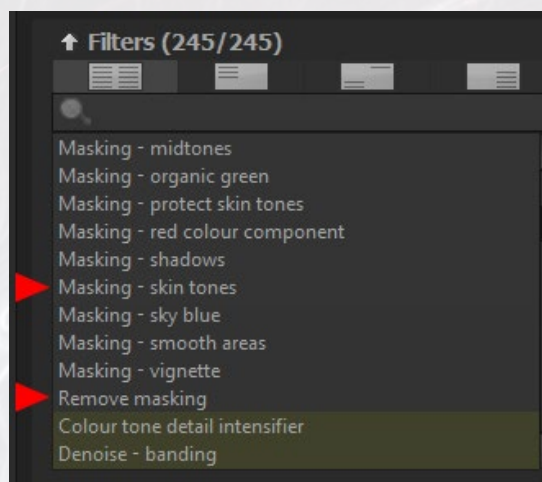 Filters (245/245)
Masking - midtones
Masking - organic green
Masking - protect skin tones
Masking - red colour component
Masking - shadows
Masking - skin tones
Masking - sky blue
Masking - smooth areas
Masking - vignette
Remove masking
Colour tone detail intensifier
Denoise - banding